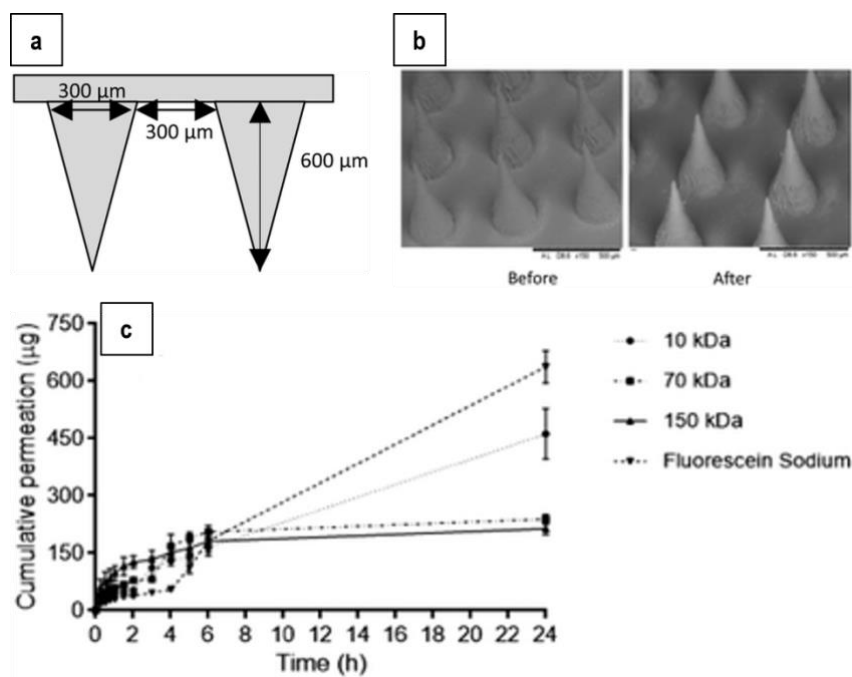 a
300 µm
300 µm
600 µm
b
Before
After
c
Cumulative permeation (µg)
750
600
450
300
150
0
0 2 4 6 8 10 12 14 16 18 20 22 24
Time (h)
10 kDa
70 kDa
150 kDa
Fluorescein Sodium